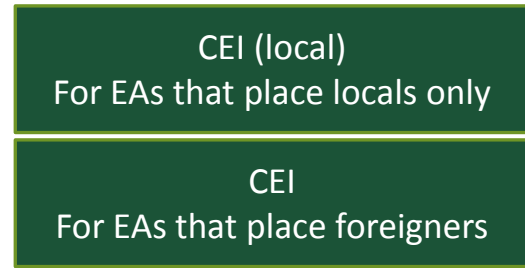 CEI (local)
For EAs that place locals only
CEI
For EAs that place foreigners